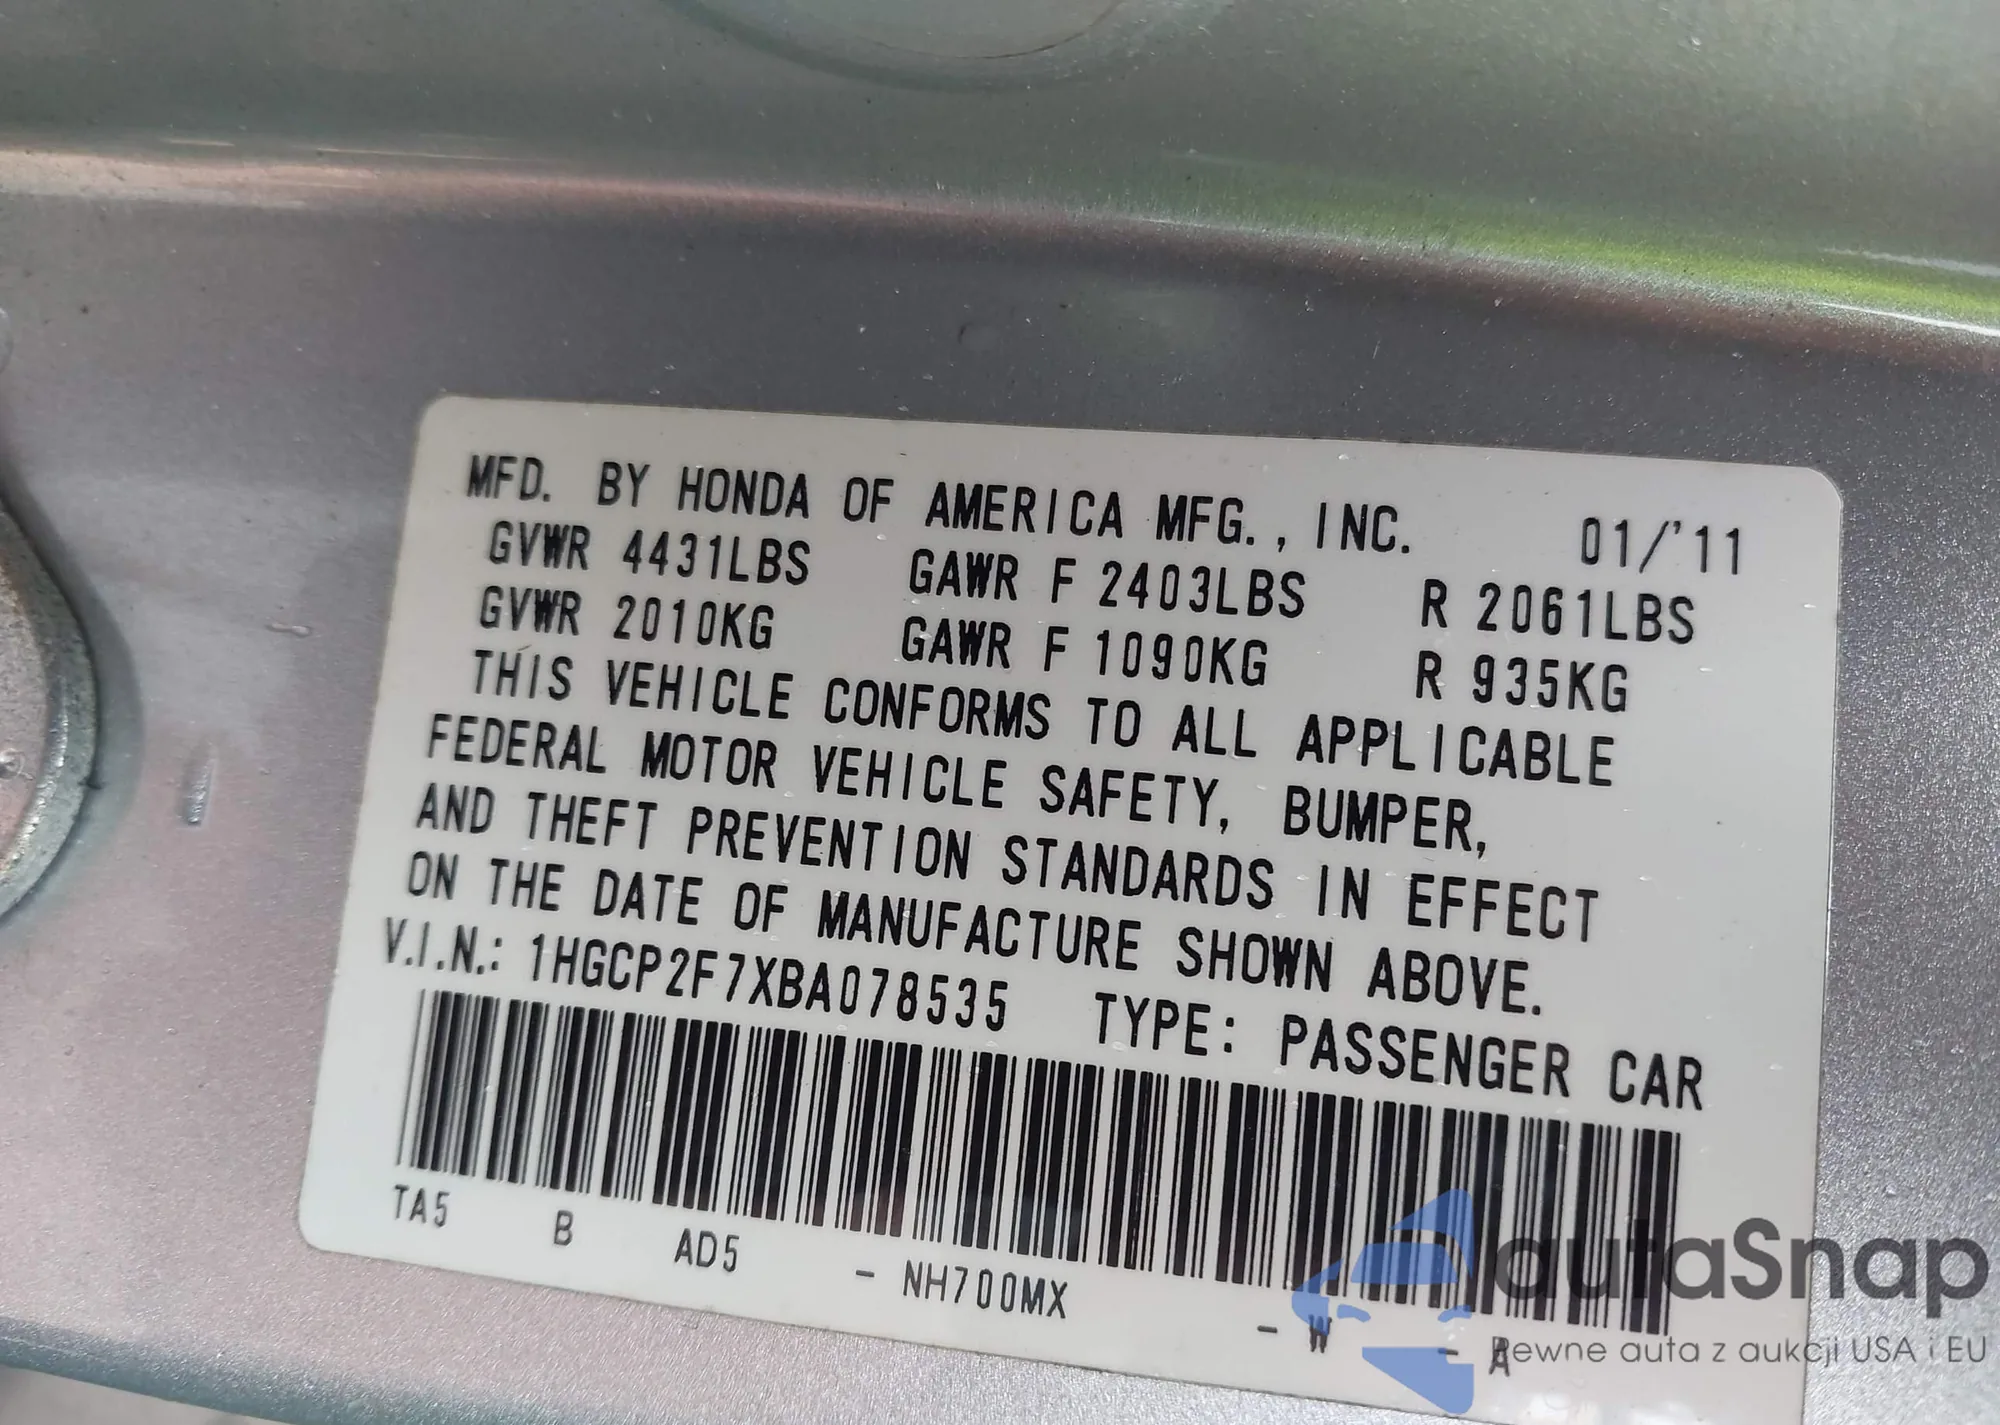 MFD. BY HONDA OF AMERICA MFG., INC. 01/'11
GVWR 4431LBS GAWR F 2403LBS R 2061LBS
GVWR 2010KG GAWR F 1090KG R 935KG
THIS VEHICLE CONFORMS TO ALL APPLICABLE
FEDERAL MOTOR VEHICLE SAFETY, BUMPER,
AND THEFT PREVENTION STANDARDS IN EFFECT
ON THE DATE OF MANUFACTURE SHOWN ABOVE.
V.I.N.: 1HGCP2F7XBA078535 TYPE: PASSENGER CAR
TA5 B AD5 - NH700MX - W - A
autaSnap
Pewne auta z aukcji USA i EU